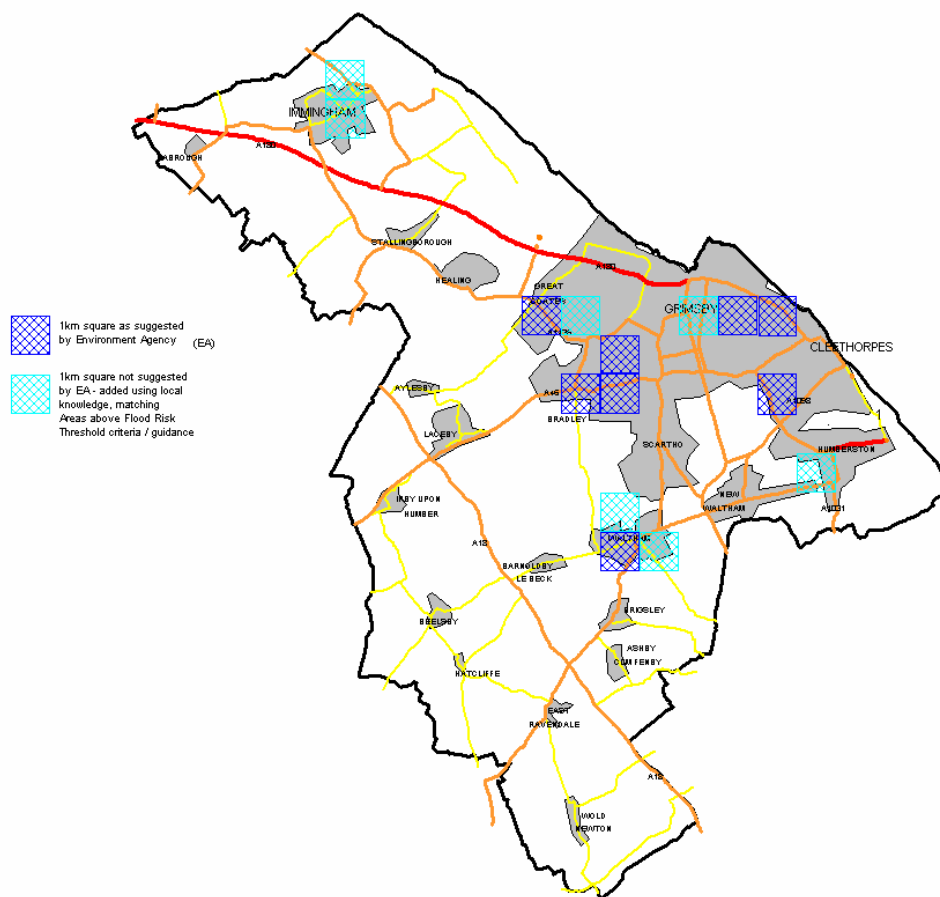 IMMINGHAM
A180
STALLINGBOROUGH
HEALING
GREAT
A180
GRIMSBY
CLEETHORPES
1km square as suggested
by Environment Agency (EA)
1km square not suggested
by EA - added using local
knowledge, matching
Areas above Flood Risk
Threshold criteria / guidance
AYLESBY
A46
BRADLEY
LACEBY
SCARTHO
HUMBERSTON
IRBY UPON
HUMBER
NEW
WALTHAM
A1031
A18
BARNOLDBY
LE BECK
BEELSBY
BRIGSLEY
ASHBY
HATCLIFFE
EAST
RAVENDALE
A18
WOLD
NEWTON